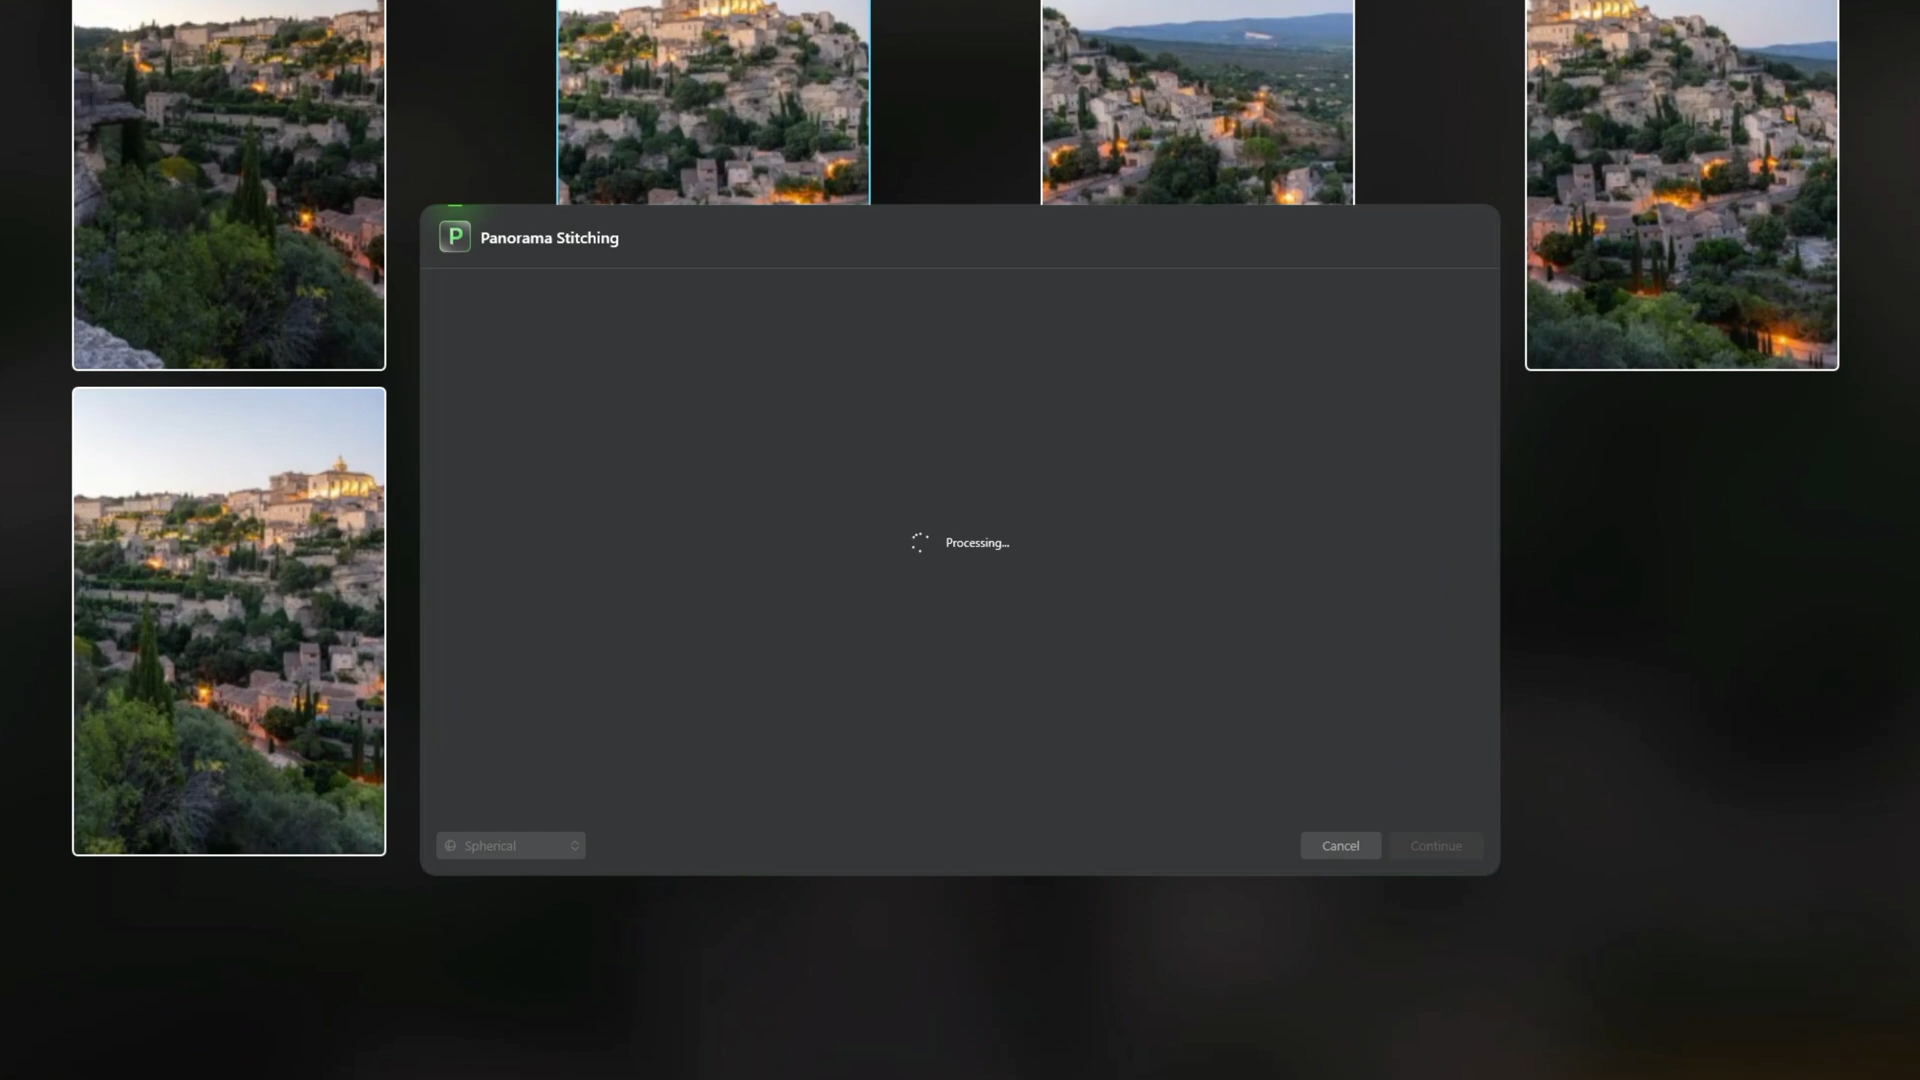 P
Panorama Stitching
Processing...
Spherical
Cancel
Continue